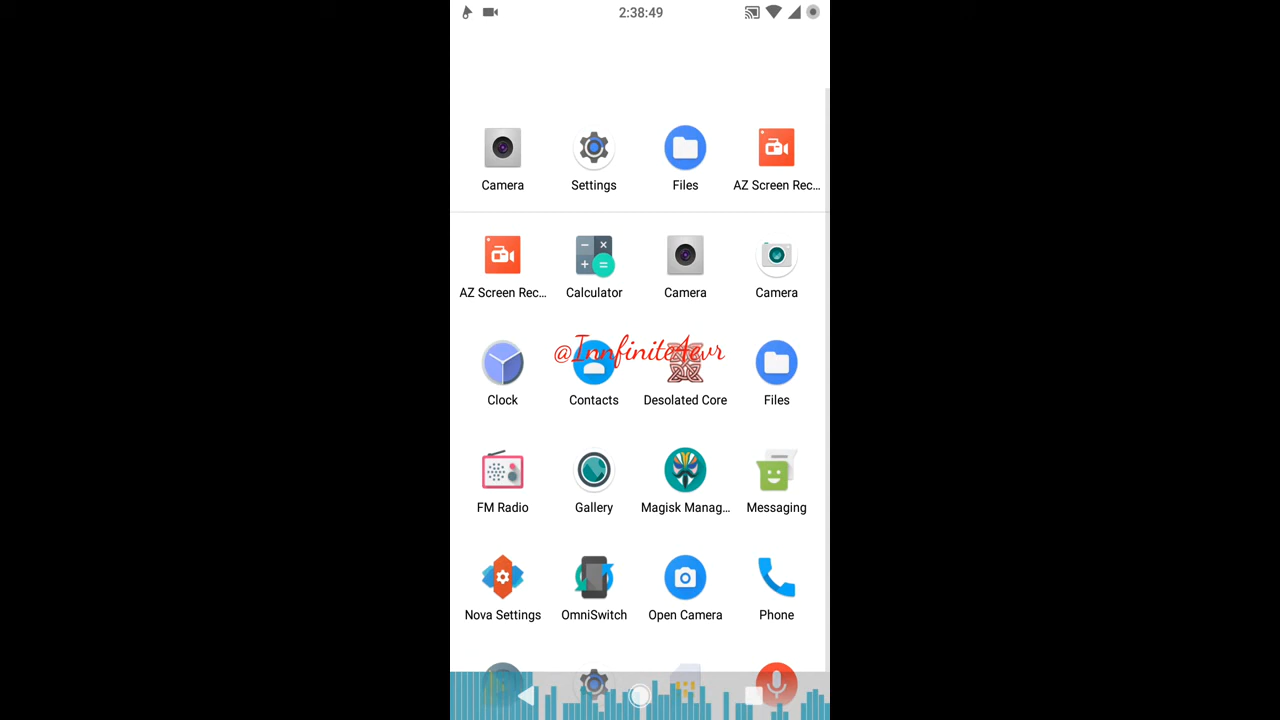 2:38:49
Camera Settings Files AZ Screen Rec...
AZ Screen Rec... Calculator Camera Camera
@Innfinite4evr
Clock Contacts Desolated Core Files
FM Radio Gallery Magisk Manag... Messaging
Nova Settings OmniSwitch Open Camera Phone